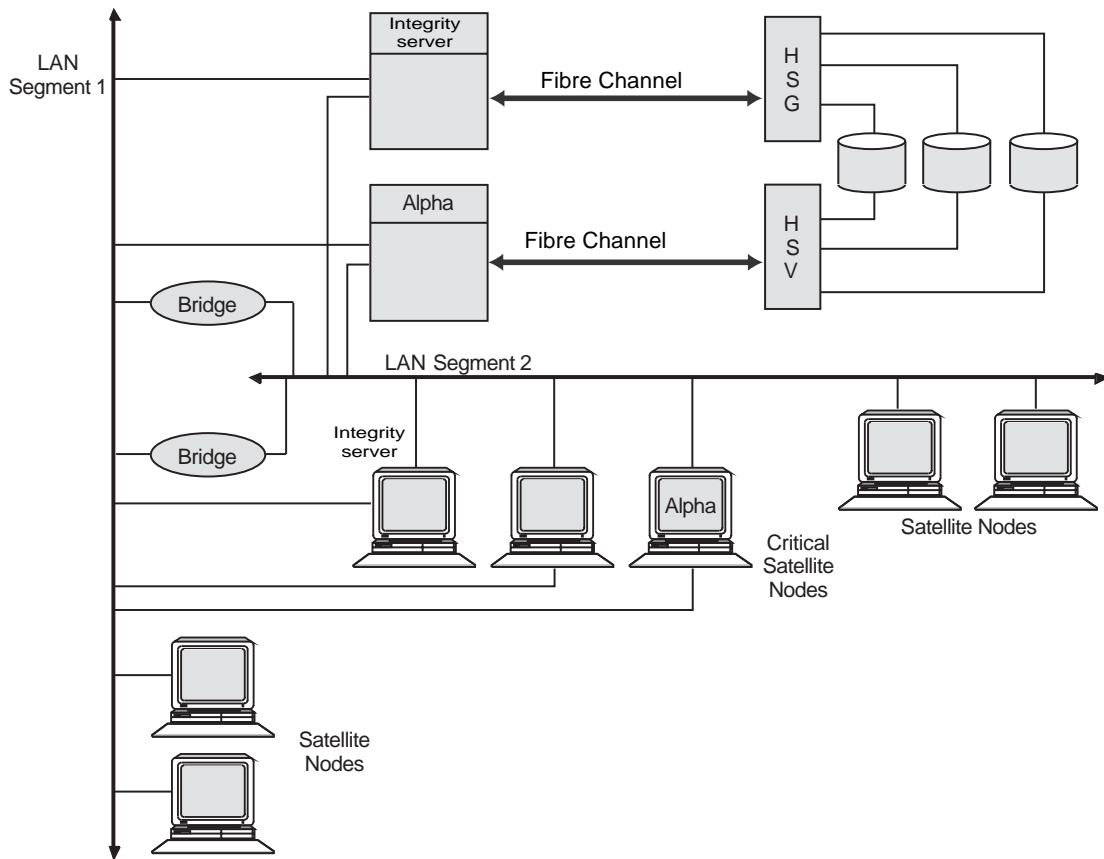 LAN
Segment 1
Integrity
server
Fibre Channel
H
S
G
Alpha
Fibre Channel
H
S
V
Bridge
LAN Segment 2
Bridge
Integrity
server
Alpha
Critical
Satellite
Nodes
Satellite Nodes
Satellite
Nodes